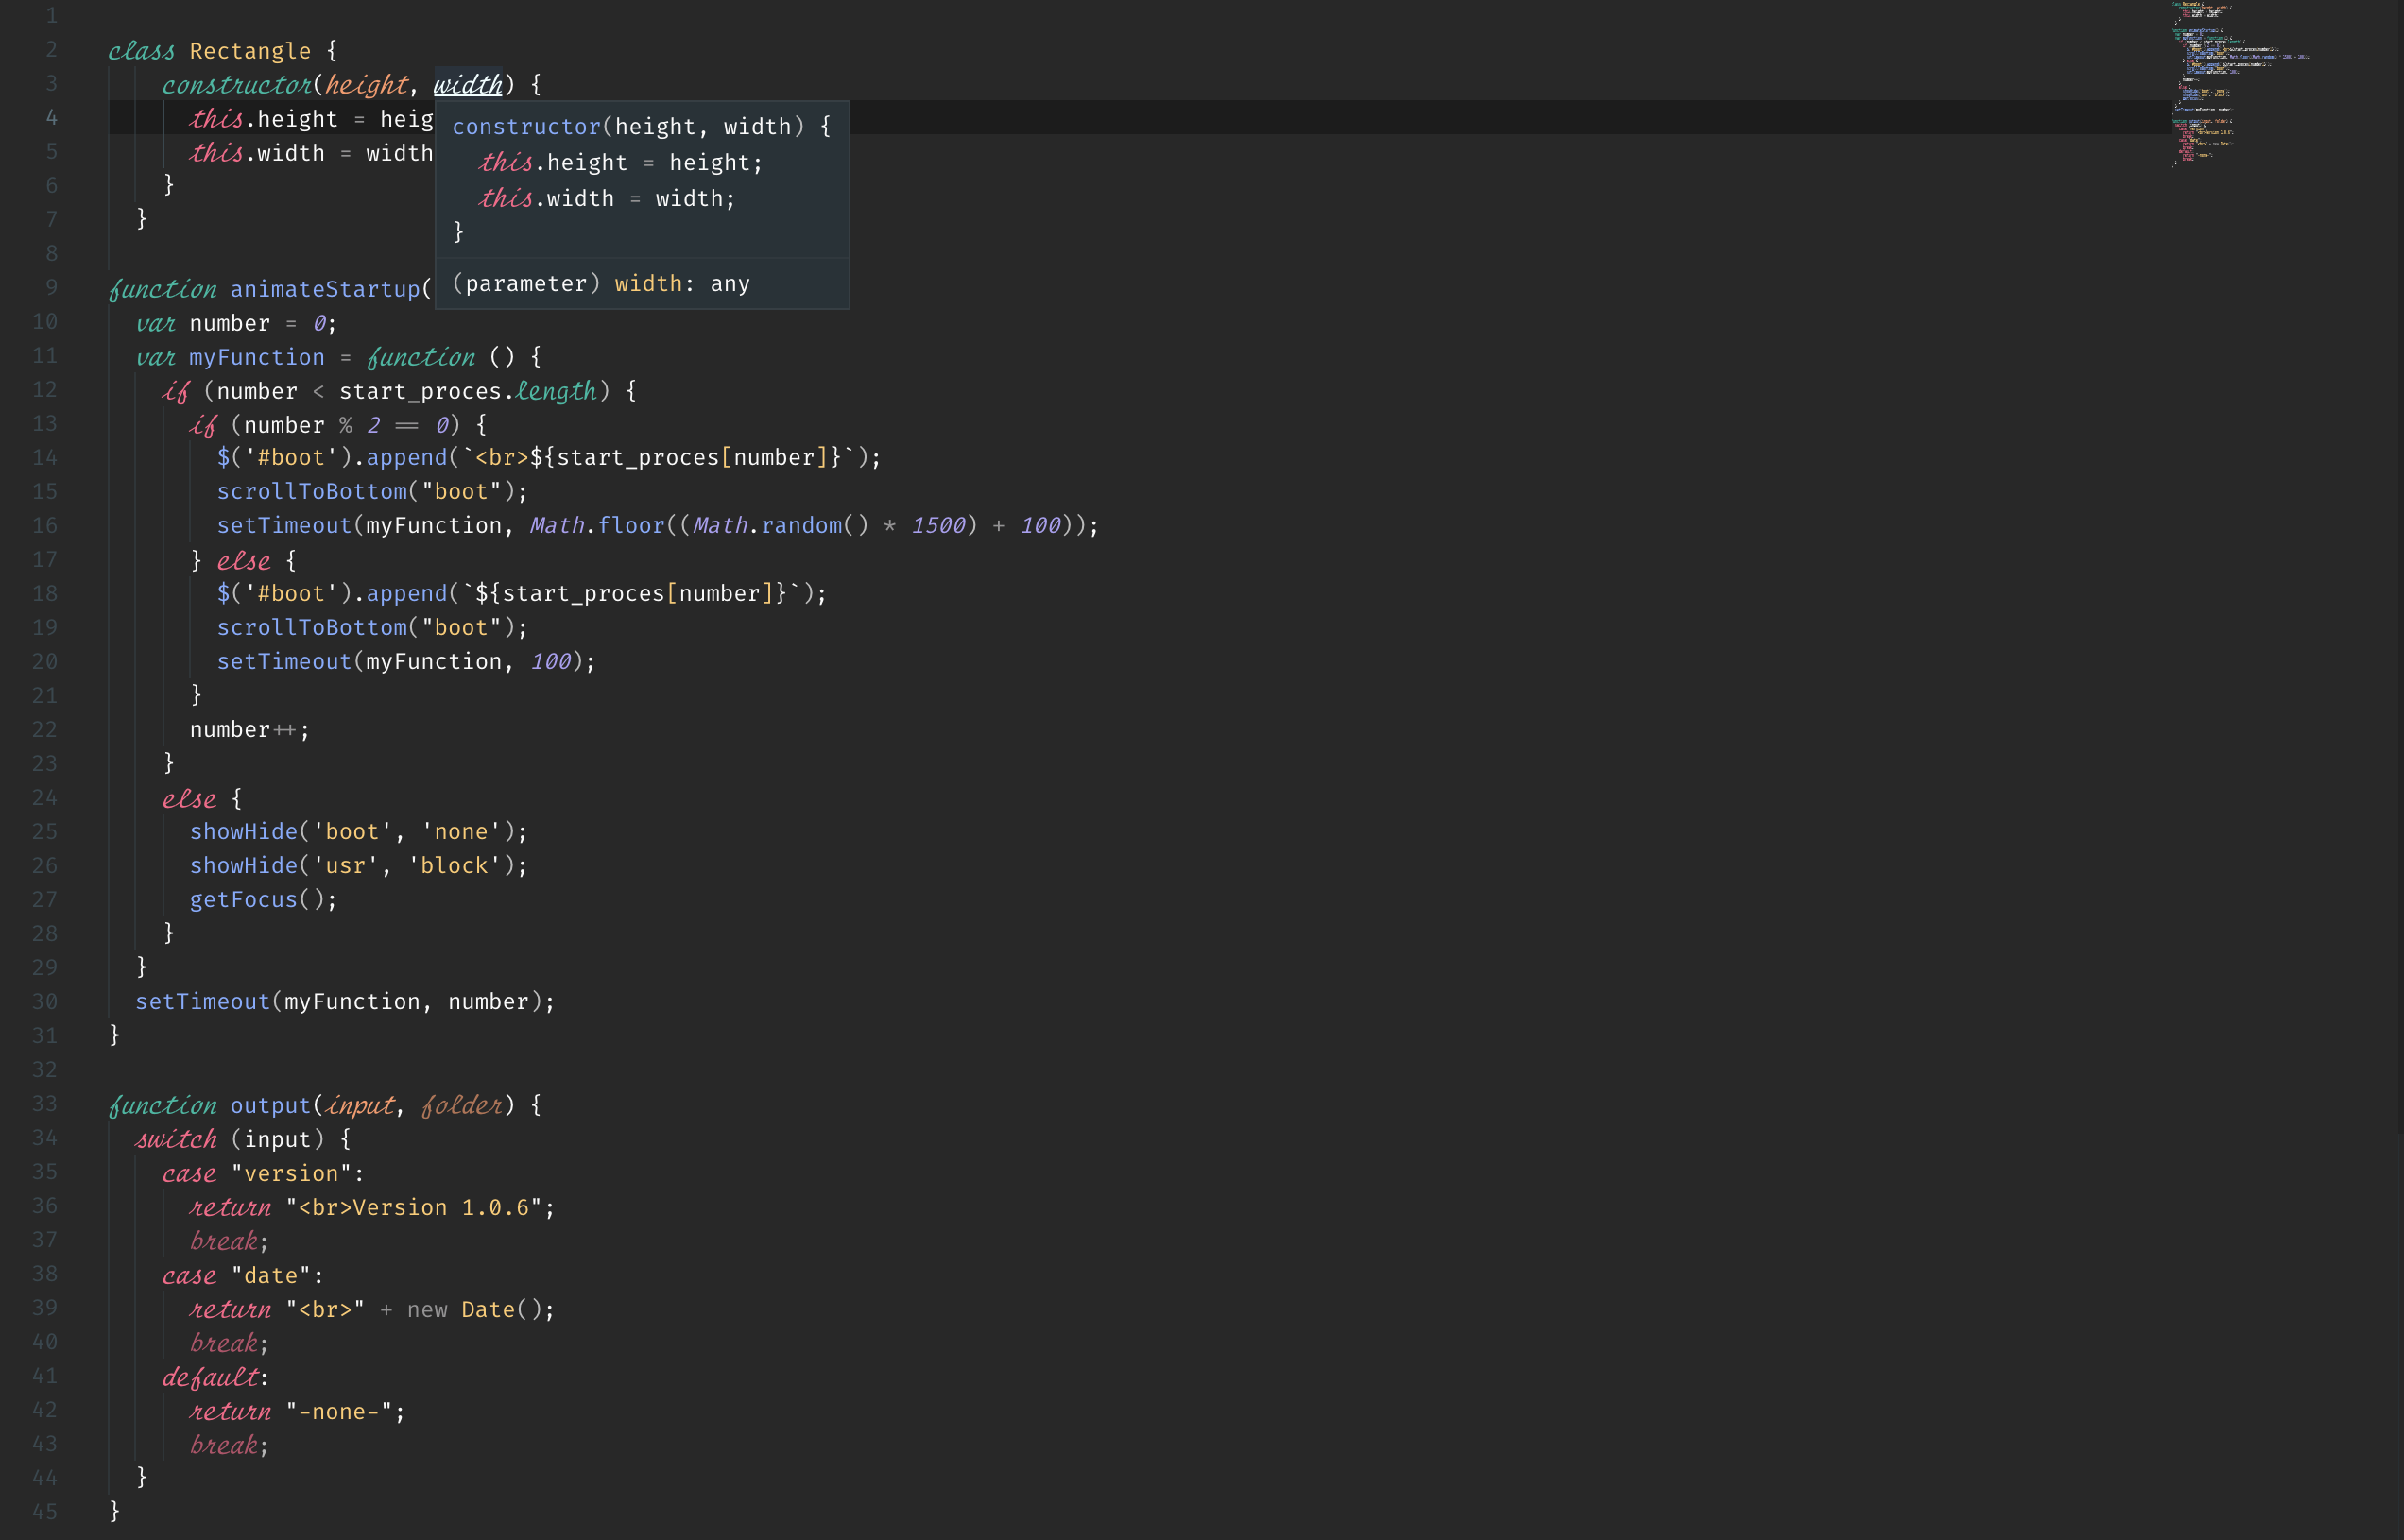 1
2 class Rectangle {
3 constructor(height, width) {
4 this.height = heig
5 this.width = width
6 }
7 }
8
constructor(height, width) {
this.height = height;
this.width = width;
}
(parameter) width: any
9 function animateStartup(
10 var number = 0;
11 var myFunction = function () {
12 if (number < start_proces.length) {
13 if (number % 2 == 0) {
14 $('#boot').append(`<br>${start_proces[number]}`);
15 scrollToBottom("boot");
16 setTimeout(myFunction, Math.floor((Math.random() * 1500) + 100));
17 } else {
18 $('#boot').append(`${start_proces[number]}`);
19 scrollToBottom("boot");
20 setTimeout(myFunction, 100);
21 }
22 number++;
23 }
24 else {
25 showHide('boot', 'none');
26 showHide('usr', 'block');
27 getFocus();
28 }
29 }
30 setTimeout(myFunction, number);
31 }
32
33 function output(input, folder) {
34 switch (input) {
35 case "version":
36 return "<br>Version 1.0.6";
37 break;
38 case "date":
39 return "<br>" + new Date();
40 break;
41 default:
42 return "-none-";
43 break;
44 }
45 }